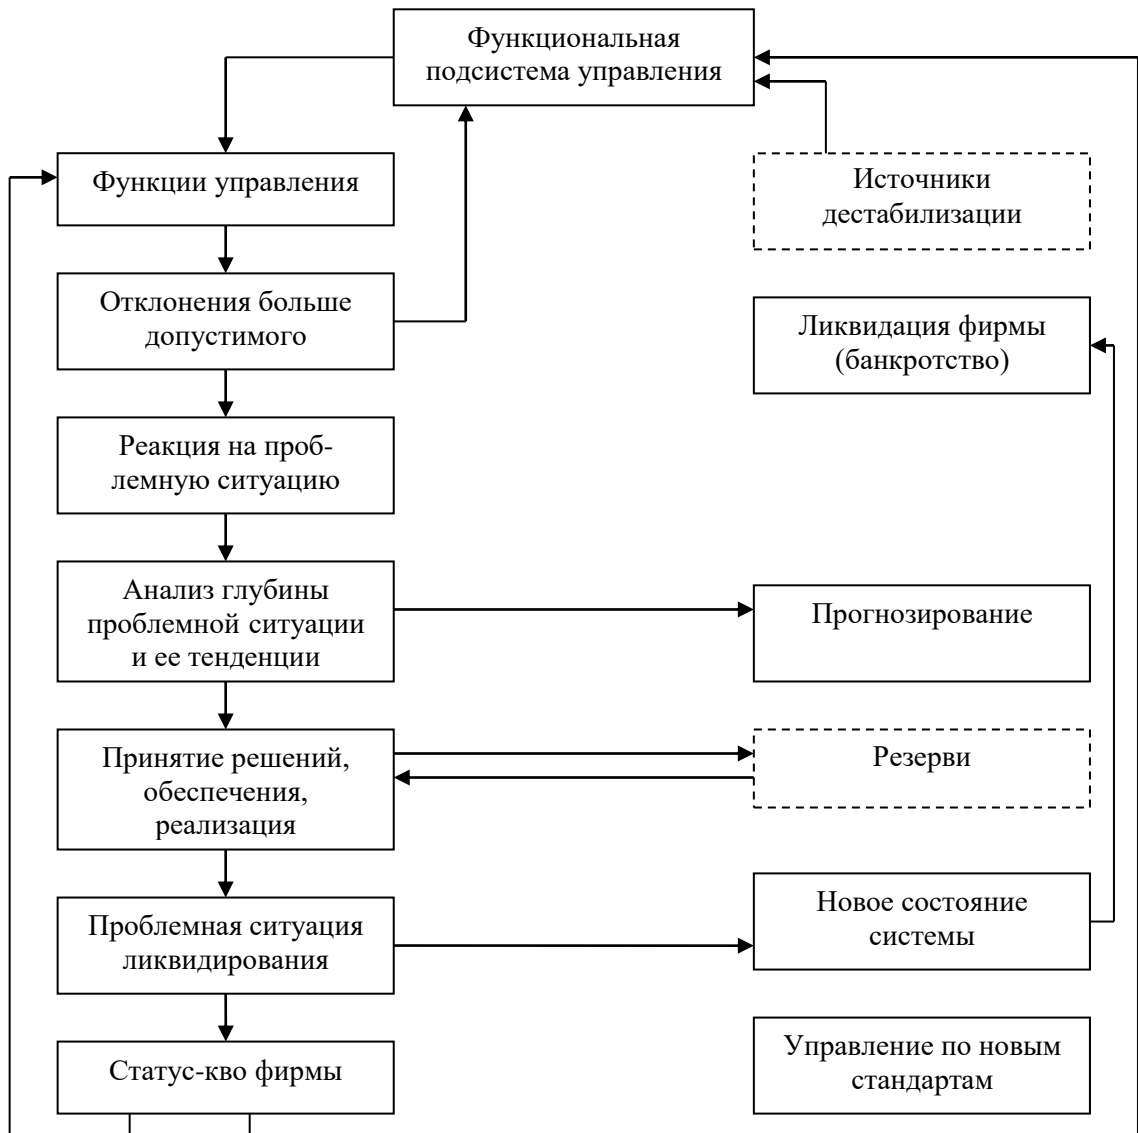 Функциональная
подсистема управления
Функции управления
Источники
дестабилизации
Отклонения больше
допустимого
Ликвидация фирмы
(банкротство)
Реакция на проб-
лемную ситуацию
Анализ глубины
проблемной ситуации
и ее тенденции
Прогнозирование
Принятие решений,
обеспечения,
реализация
Резерви
Проблемная ситуация
ликвидирования
Новое состояние
системы
Статус-кво фирмы
Управление по новым
стандартам